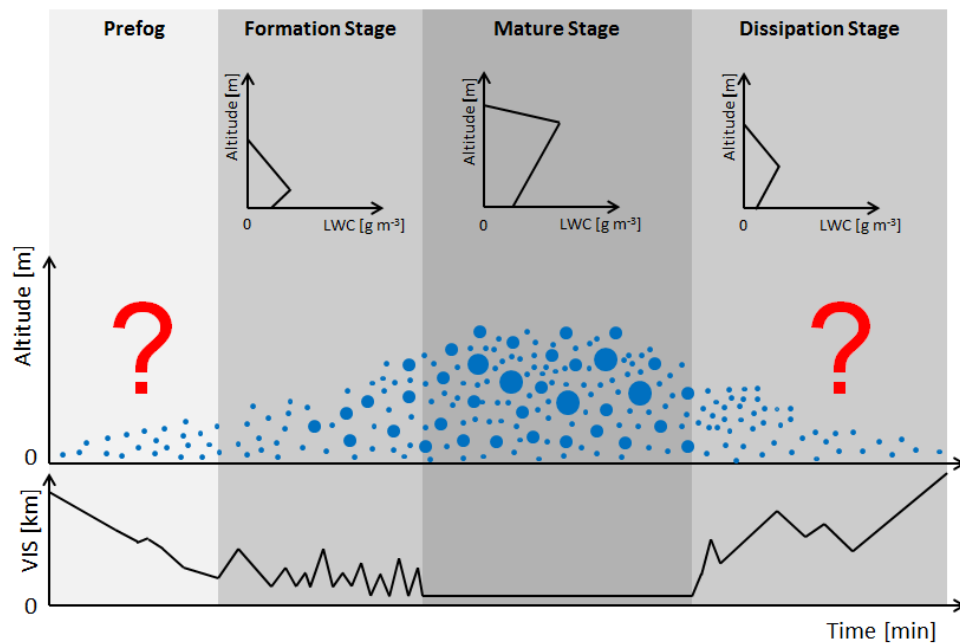 Prefog
Formation Stage
Mature Stage
Dissipation Stage
Altitude [m]
0
LWC [g m-3]
Altitude [m]
0
LWC [g m-3]
Altitude [m]
0
LWC [g m-3]
Altitude [m]
?
?
0
VIS [km]
0
Time [min]